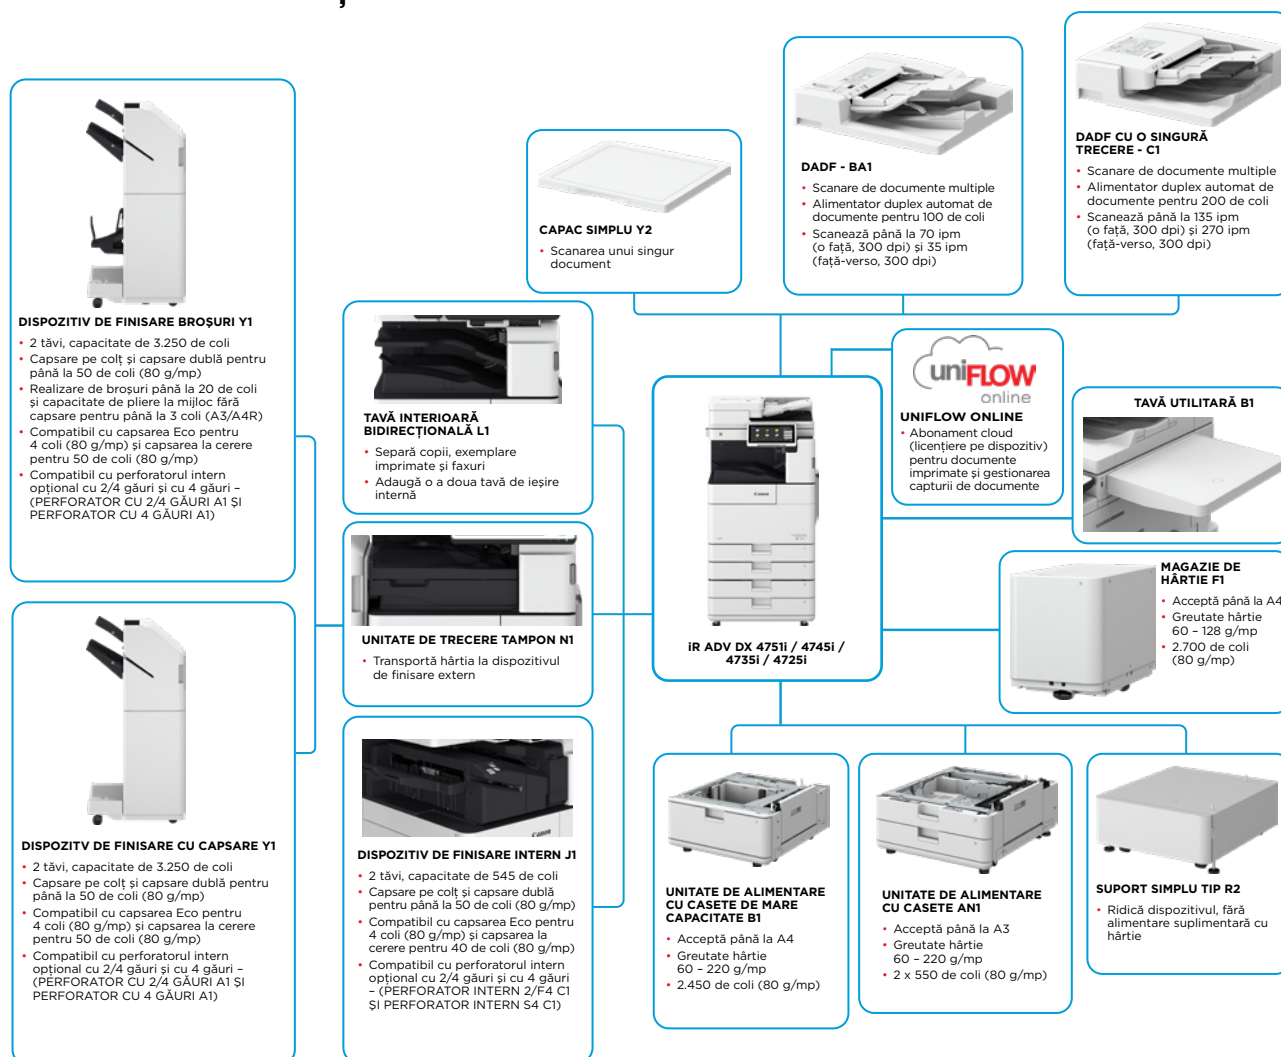 DISPOZITIV DE FINISARE BROȘURI Y1
• 2 tăvi, capacitate de 3.250 de coli
• Capsare pe colț și capsare dublă pentru
până la 50 de coli (80 g/mp)
• Realizare de broșuri până la 20 de coli
și capacitate de pliere la mijloc fără
capsare pentru până la 3 coli (A3/A4R)
• Compatibil cu capsarea Eco pentru
4 coli (80 g/mp) și capsarea la cerere
pentru 50 de coli (80 g/mp)
• Compatibil cu perforatorul intern
opțional cu 2/4 găuri și cu 4 găuri –
(PERFORATOR CU 2/4 GĂURI A1 ȘI
PERFORATOR CU 4 GĂURI A1)
DISPOZITV DE FINISARE CU CAPSARE Y1
• 2 tăvi, capacitate de 3.250 de coli
• Capsare pe colț și capsare dublă pentru
până la 50 de coli (80 g/mp)
• Compatibil cu capsarea Eco pentru
4 coli (80 g/mp) și capsarea la cerere
pentru 50 de coli (80 g/mp)
• Compatibil cu perforatorul intern
opțional cu 2/4 găuri și cu 4 găuri –
(PERFORATOR CU 2/4 GĂURI A1 ȘI
PERFORATOR CU 4 GĂURI A1)
TAVĂ INTERIOARĂ
BIDIRECȚIONALĂ L1
• Separă copii, exemplare
imprimate și faxuri
• Adaugă o a doua tavă de ieșire
internă
UNITATE DE TRECERE TAMPON N1
• Transportă hârtia la dispozitivul
de finisare extern
Canon
DISPOZITIV DE FINISARE INTERN J1
• 2 tăvi, capacitate de 545 de coli
• Capsare pe colț și capsare dublă
pentru până la 50 de coli (80 g/mp)
• Compatibil cu capsarea Eco pentru
4 coli (80 g/mp) și capsarea la
cerere pentru 40 de coli (80 g/mp)
• Compatibil cu perforatorul intern
opțional cu 2/4 găuri și cu 4 găuri
– (PERFORATOR INTERN 2/F4 C1
ȘI PERFORATOR INTERN S4 C1)
CAPAC SIMPLU Y2
• Scanarea unui singur
document
DADF - BA1
• Scanare de documente multiple
• Alimentator duplex automat de
documente pentru 100 de coli
• Scanează până la 70 ipm
(o față, 300 dpi) și 35 ipm
(față-verso, 300 dpi)
DADF CU O SINGURĂ
TRECERE - C1
• Scanare de documente multiple
• Alimentator duplex automat de
documente pentru 200 de coli
• Scanează până la 135 ipm
(o față, 300 dpi) și 270 ipm
(față-verso, 300 dpi)
uniFLOW
online
UNIFLOW ONLINE
• Abonament cloud
(licențiere pe dispozitiv)
pentru documente
imprimate și gestionarea
capturii de documente
TAVĂ UTILITARĂ B1
Canon
iR ADV DX 4751i / 4745i /
4735i / 4725i
MAGAZIE DE
HÂRTIE F1
• Acceptă până la A4
• Greutate hârtie
60 – 128 g/mp
• 2.700 de coli
(80 g/mp)
UNITATE DE ALIMENTARE
CU CASETE DE MARE
CAPACITATE B1
• Acceptă până la A4
• Greutate hârtie
60 – 220 g/mp
• 2.450 de coli (80 g/mp)
UNITATE DE ALIMENTARE
CU CASETE AN1
• Acceptă până la A3
• Greutate hârtie
60 – 220 g/mp
• 2 x 550 de coli (80 g/mp)
SUPORT SIMPLU TIP R2
• Ridică dispozitivul, fără
alimentare suplimentară cu
hârtie